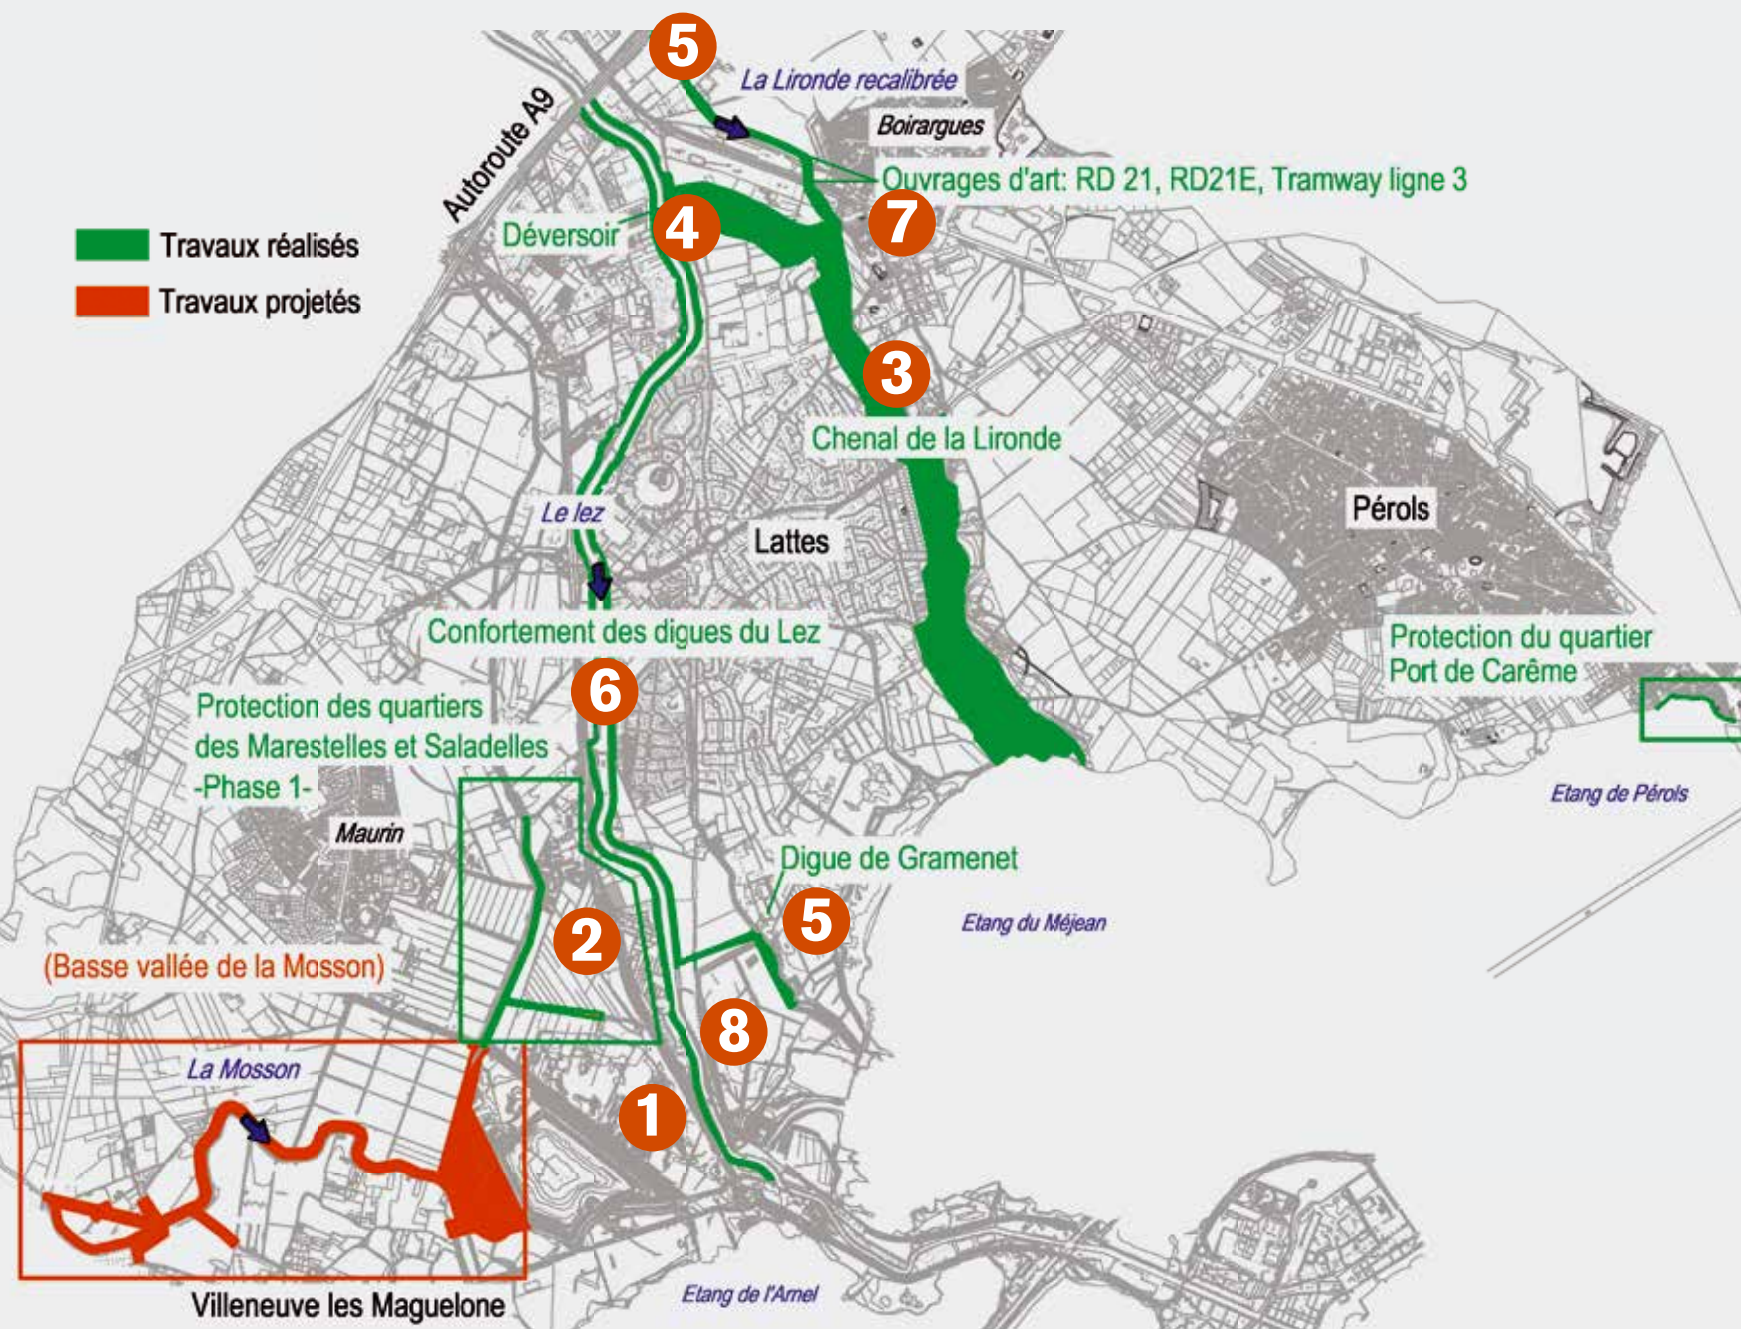 5
La Lironde recalibrée
Autoroute A9
Boirargues
Ouvrages d'art: RD 21, RD21E, Tramway ligne 3
Déversoir
4
7
Travaux réalisés
Travaux projetés
3
Chenal de la Lironde
Le lez
Lattes
Pérols
Confortement des digues du Lez
Protection du quartier
Port de Carême
6
Protection des quartiers
des Marestelles et Saladelles
-Phase 1-
Etang de Pérols
Maurin
Digue de Gramenet
5
Etang du Méjean
2
(Basse vallée de la Mosson)
8
La Mosson
1
Etang de l'Arnel
Villeneuve les Maguelone